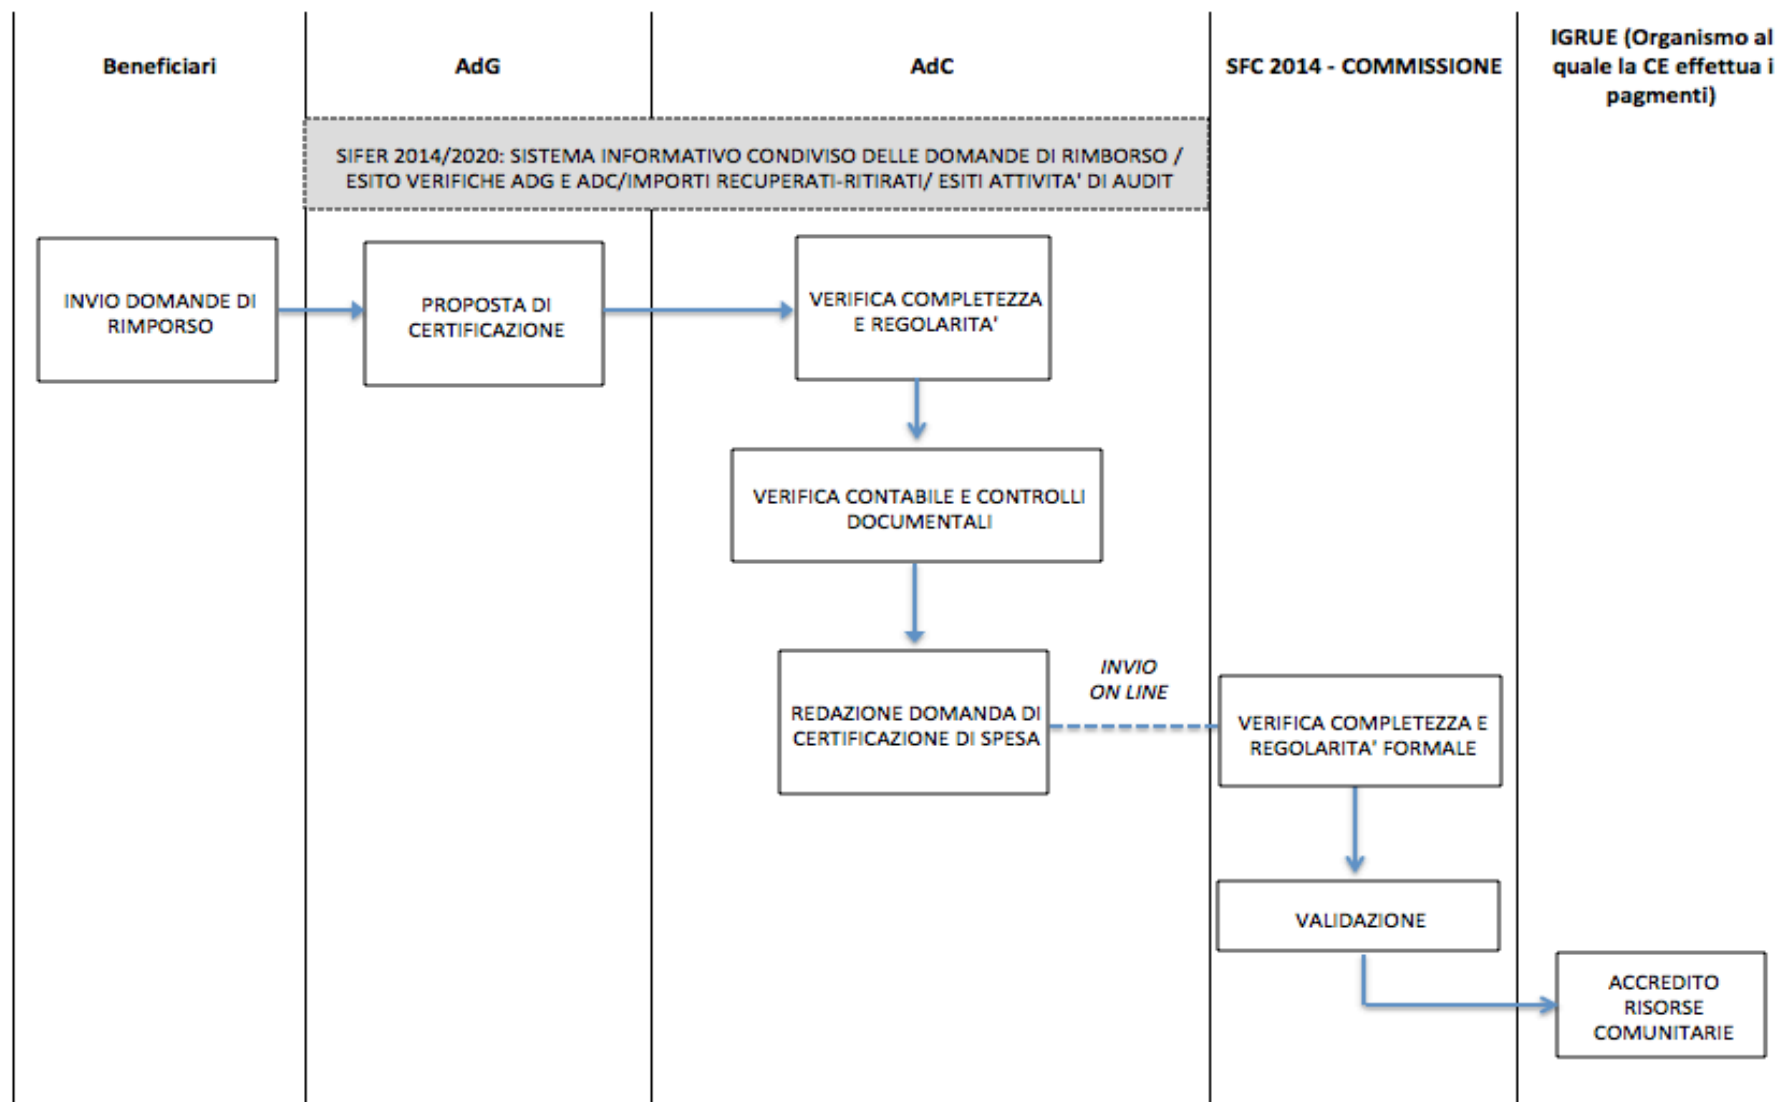 Beneficiari
AdG
AdC
SFC 2014 - COMMISSIONE
IGRUE (Organismo al
quale la CE effettua i
pagmenti)
SIFER 2014/2020: SISTEMA INFORMATIVO CONDIVISO DELLE DOMANDE DI RIMBORSO /
ESITO VERIFICHE ADG E ADC/IMPORTI RECUPERATI-RITIRATI/ ESITI ATTIVITA' DI AUDIT
INVIO DOMANDE DI
RIMPORSO
PROPOSTA DI
CERTIFICAZIONE
VERIFICA COMPLETEZZA
E REGOLARITA'
VERIFICA CONTABILE E CONTROLLI
DOCUMENTALI
REDAZIONE DOMANDA DI
CERTIFICAZIONE DI SPESA
INVIO
ON LINE
VERIFICA COMPLETEZZA E
REGOLARITA' FORMALE
VALIDAZIONE
ACCREDITO
RISORSE
COMUNITARIE